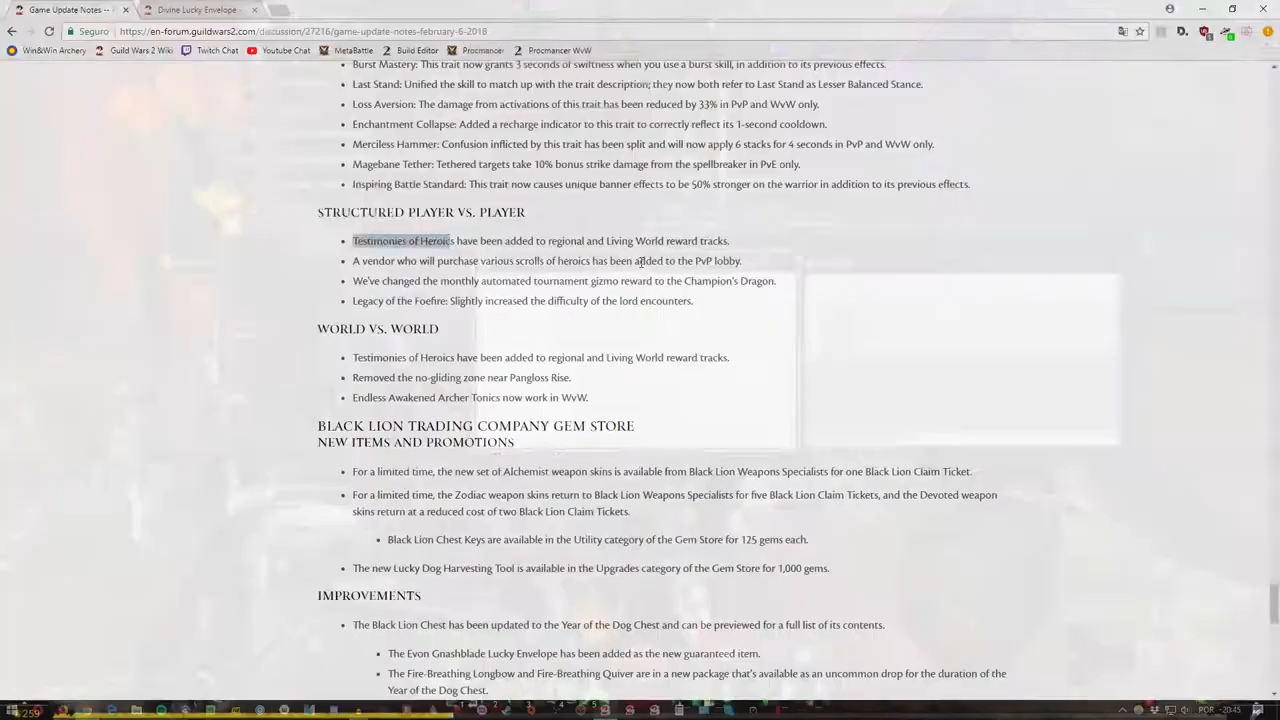 Game Update Notes --
Divine Lucky Envelope -
Seguro
https://en-forum.guildwars2.com/discussion/27216/game-update-notes-february-6-2018
Win&Win Archery
Guild Wars 2 Wiki
Twitch Chat
Youtube Chat
MetaBattle
Build Editor
Procmancer
Procmancer WvW
Burst Mastery: This trait now grants 3 seconds of swiftness when you use a burst skill, in addition to its previous effects.
Last Stand: Unified the skill to match up with the trait description; they now both refer to Last Stand as Lesser Balanced Stance.
Loss Aversion: The damage from activations of this trait has been reduced by 33% in PvP and WvW only.
Enchantment Collapse: Added a recharge indicator to this trait to correctly reflect its 1-second cooldown.
Merciless Hammer: Confusion inflicted by this trait has been split and will now apply 6 stacks for 4 seconds in PvP and WvW only.
Magebane Tether: Tethered targets take 10% bonus strike damage from the spellbreaker in PvE only.
Inspiring Battle Standard: This trait now causes unique banner effects to be 50% stronger on the warrior in addition to its previous effects.
STRUCTURED PLAYER VS. PLAYER
Testimonies of Heroics have been added to regional and Living World reward tracks.
A vendor who will purchase various scrolls of heroics has been added to the PvP lobby.
We've changed the monthly automated tournament gizmo reward to the Champion's Dragon.
Legacy of the Foefire: Slightly increased the difficulty of the lord encounters.
WORLD VS. WORLD
Testimonies of Heroics have been added to regional and Living World reward tracks.
Removed the no-gliding zone near Pangloss Rise.
Endless Awakened Archer Tonics now work in WvW.
BLACK LION TRADING COMPANY GEM STORE
NEW ITEMS AND PROMOTIONS
For a limited time, the new set of Alchemist weapon skins is available from Black Lion Weapons Specialists for one Black Lion Claim Ticket.
For a limited time, the Zodiac weapon skins return to Black Lion Weapons Specialists for five Black Lion Claim Tickets, and the Devoted weapon
skins return at a reduced cost of two Black Lion Claim Tickets.
Black Lion Chest Keys are available in the Utility category of the Gem Store for 125 gems each.
The new Lucky Dog Harvesting Tool is available in the Upgrades category of the Gem Store for 1,000 gems.
IMPROVEMENTS
The Black Lion Chest has been updated to the Year of the Dog Chest and can be previewed for a full list of its contents.
The Evon Gnashblade Lucky Envelope has been added as the new guaranteed item.
The Fire-Breathing Longbow and Fire-Breathing Quiver are in a new package that's available as an uncommon drop for the duration of the
Year of the Dog Chest.
POR
20:45